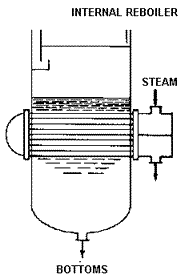 INTERNAL REBOILER
STEAM
BOTTOMS